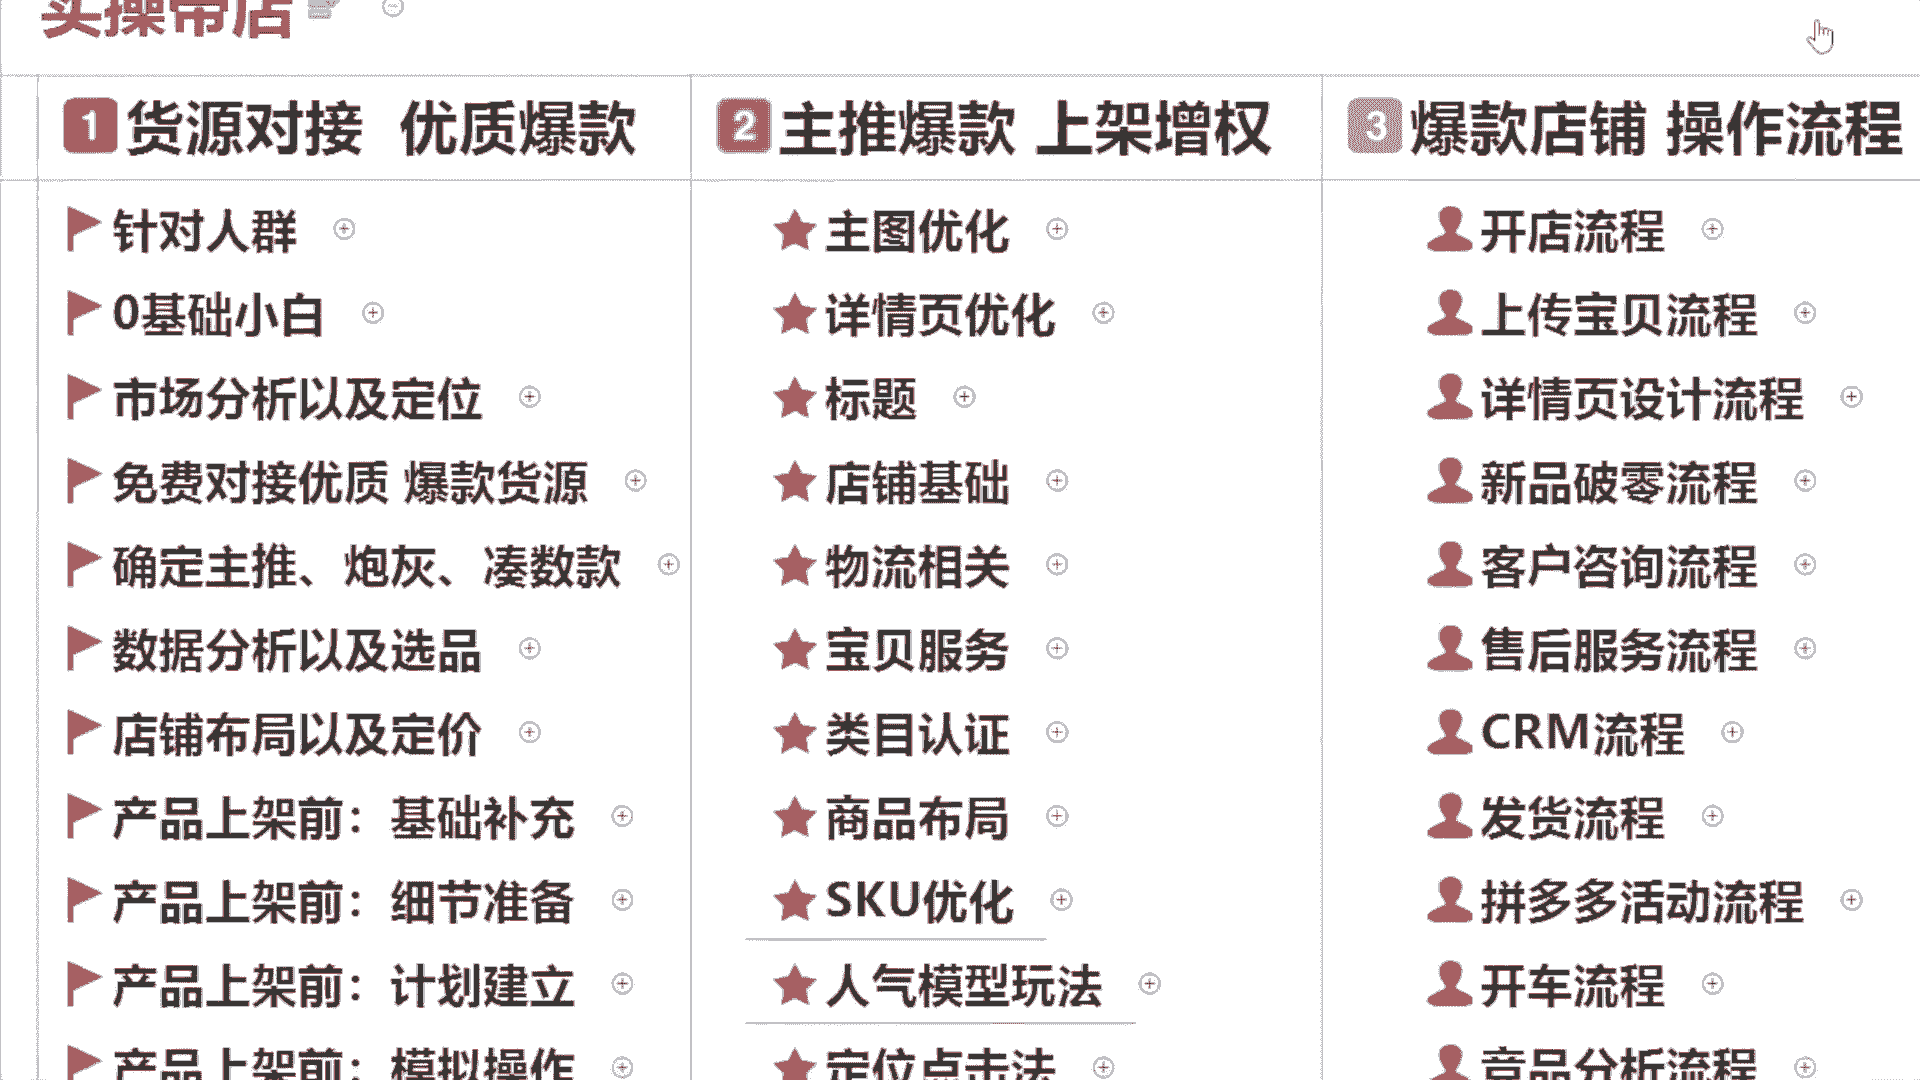 实操带店
1 货源对接 优质爆款
针对人群
0基础小白
市场分析以及定位
免费对接优质 爆款货源
确定主推、炮灰、凑数款
数据分析以及选品
店铺布局以及定价
产品上架前：基础补充
产品上架前：细节准备
产品上架前：计划建立
产品上架前：模拟操作
2 主推爆款 上架增权
主图优化
详情页优化
标题
店铺基础
物流相关
宝贝服务
类目认证
商品布局
SKU优化
人气模型玩法
定位点击法
3 爆款店铺 操作流程
开店流程
上传宝贝流程
详情页设计流程
新品破零流程
客户咨询流程
售后服务流程
CRM流程
发货流程
拼多多活动流程
开车流程
竞品分析流程